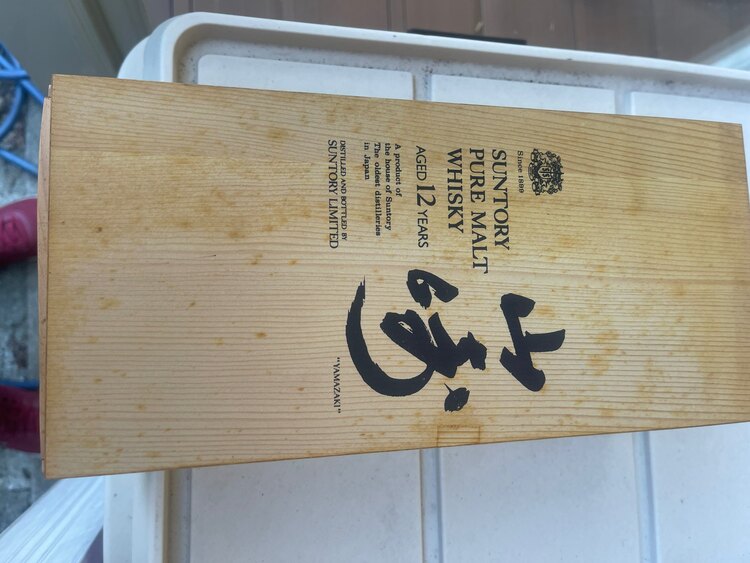 Since 1899
SUNTORY
PURE MALT
WHISKY
AGED 12 YEARS
A product of
the house of Suntory
The oldest distilleries
in Japan
DISTILLED AND BOTTLED BY
SUNTORY LIMITED
山崎
"YAMAZAKI"